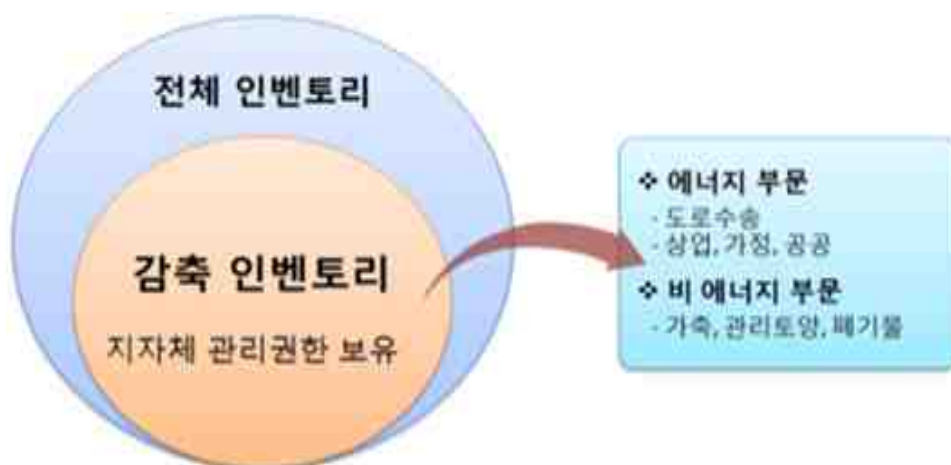 전체 인벤토리
감축 인벤토리
지자체 관리권한 보유
❖ 에너지 부문
- 도로수송
- 상업, 가정, 공공
❖ 비 에너지 부문
- 가축, 관리토양, 폐기물